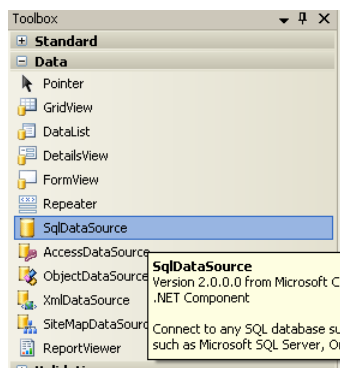 Toolbox
Standard
Data
Pointer
GridView
DataList
DetailsView
FormView
Repeater
SqlDataSource
AccessDataSource
ObjectDataSource
XmlDataSource
SiteMapDataSourc
ReportViewer
SqlDataSource
Version 2.0.0.0 from Microsoft C
.NET Component
Connect to any SQL database su
such as Microsoft SQL Server, O